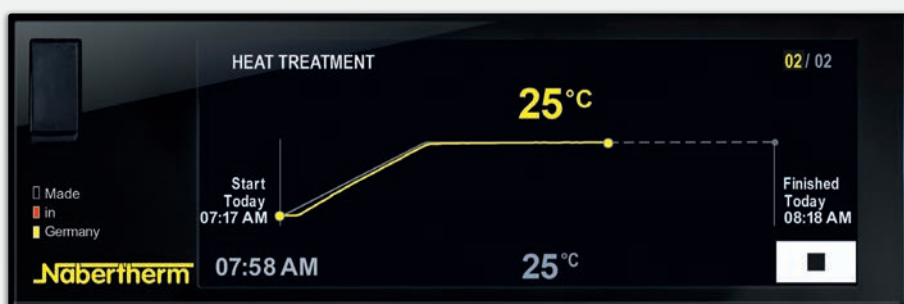 HEAT TREATMENT
02/ 02
25°C
Start
Today
07:17 AM
Finished
Today
08:18 AM
Made
in
Germany
Nabertherm
07:58 AM
25°C